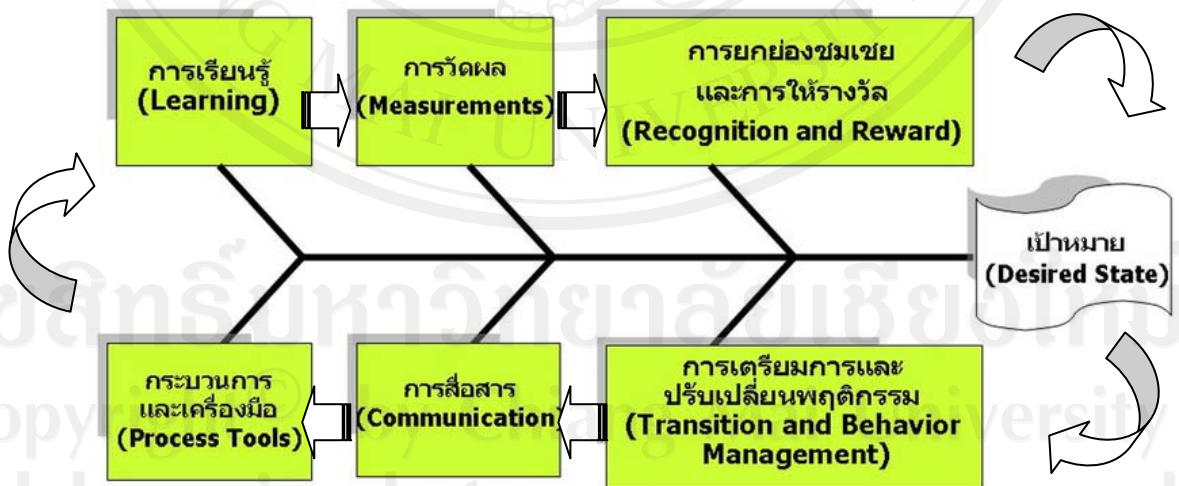 การเรียนรู้
(Learning)
การวัดผล
(Measurements)
การยกย่องชมเชย
และการให้รางวัล
(Recognition and Reward)
เป้าหมาย
(Desired State)
กระบวนการ
และเครื่องมือ
(Process Tools)
การสื่อสาร
(Communication)
การเตรียมการและ
ปรับเปลี่ยนพฤติกรรม
(Transition and Behavior
Management)